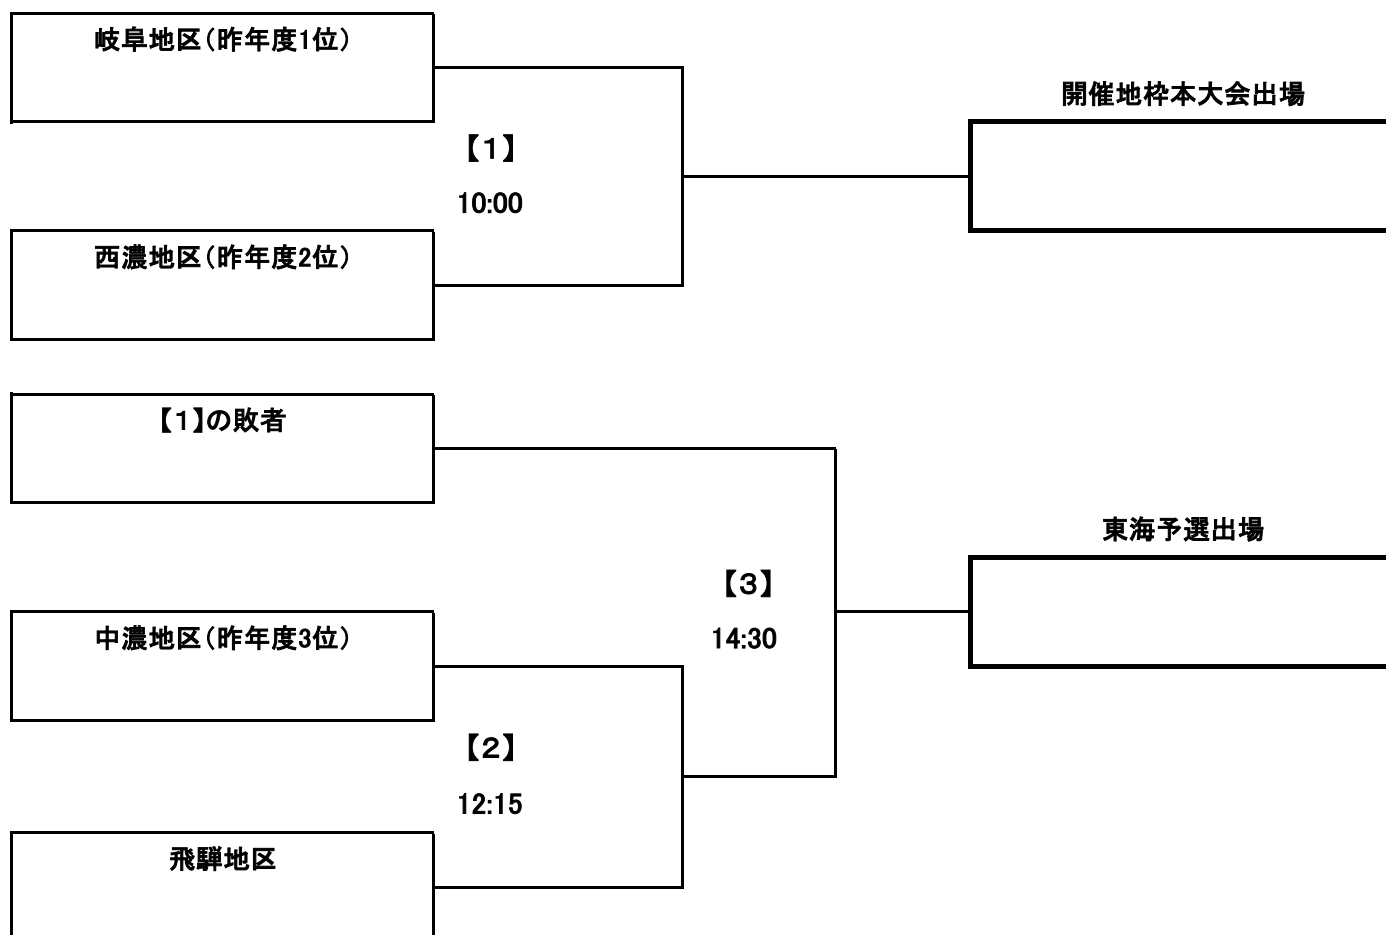 岐阜地区（昨年度1位）
開催地枠本大会出場
【１】
10:00
西濃地区（昨年度2位）
【１】の敗者
東海予選出場
【３】
14:30
中濃地区（昨年度3位）
【２】
12:15
飛騨地区